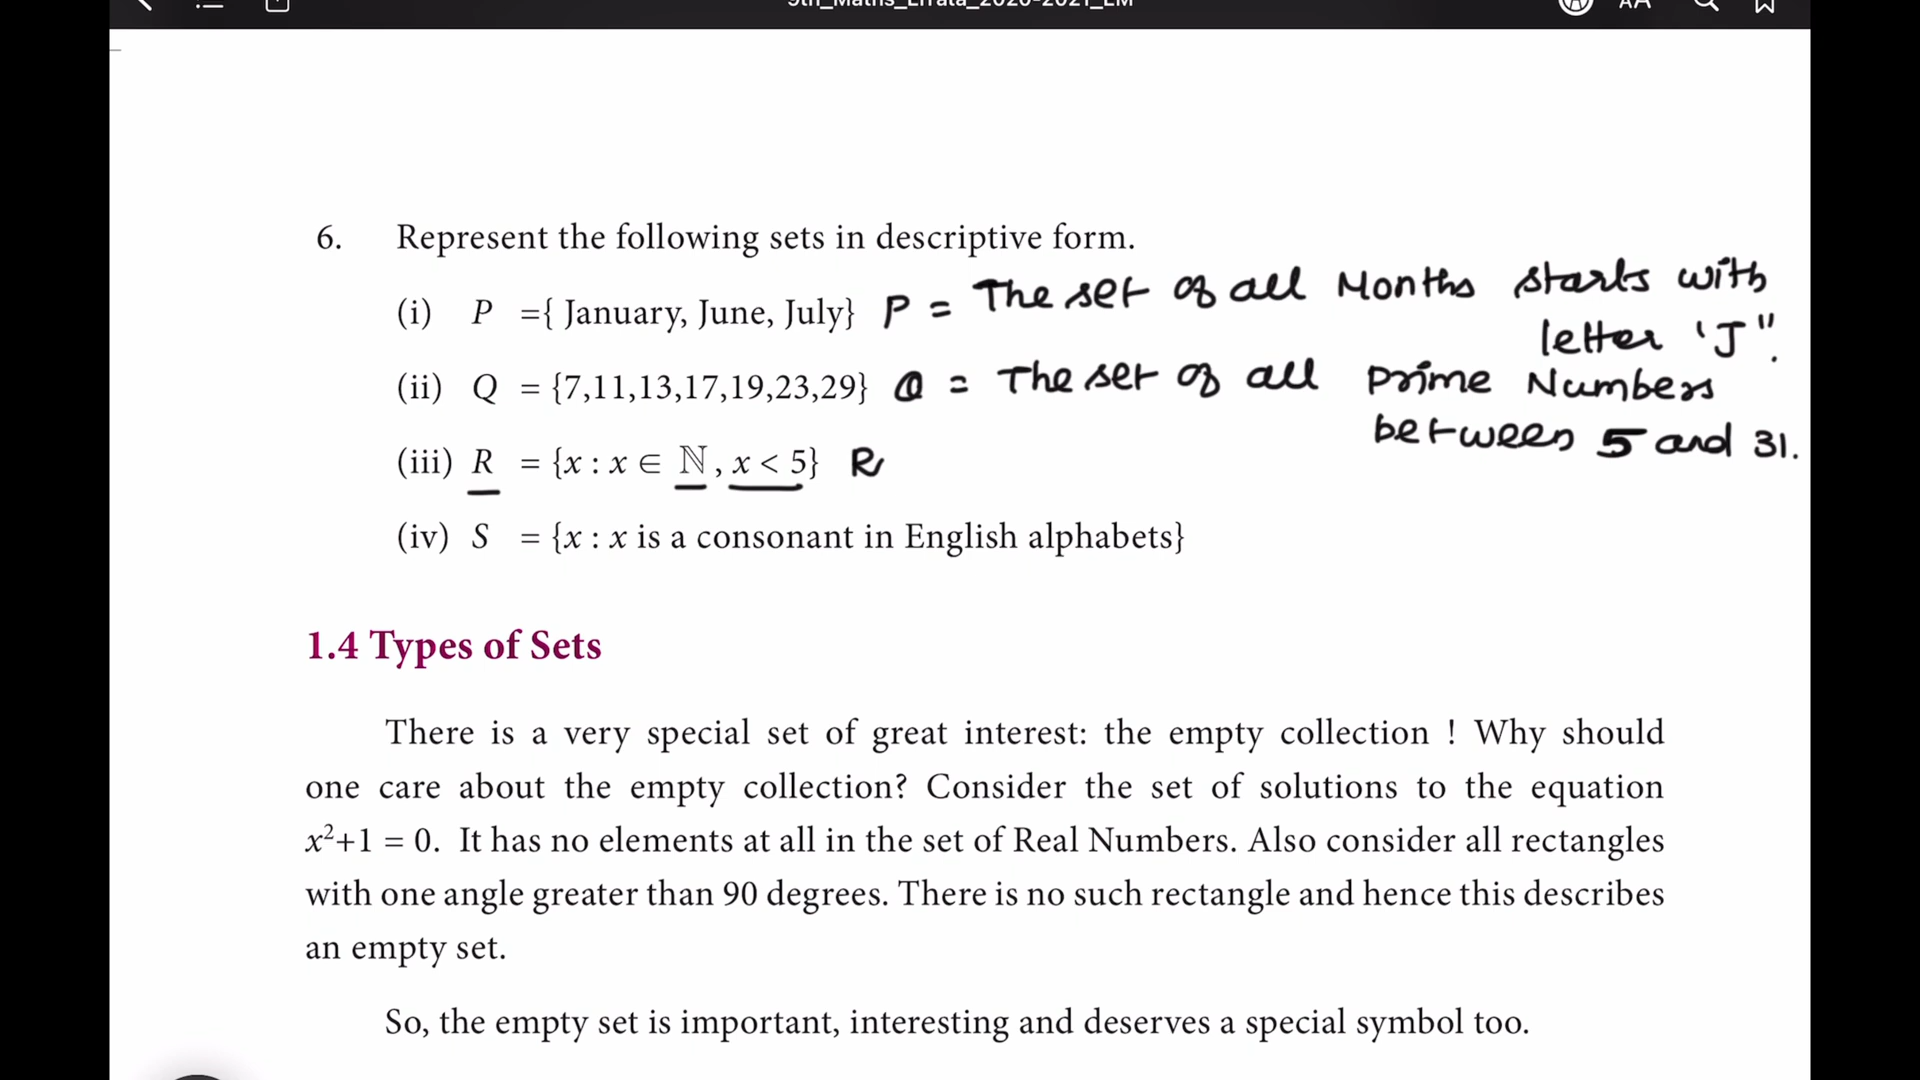 9th_Maths_Errata_2020-2021_EM
AA
6. Represent the following sets in descriptive form.
(i) P ={ January, June, July} P = The set of all Months starts with
letter 'J".
(ii) Q = {7,11,13,17,19,23,29} Q = The set of all prime Numbers
between 5 and 31.
(iii) R = {x : x ∈ ℕ, x < 5} R
(iv) S = {x : x is a consonant in English alphabets}
1.4 Types of Sets
There is a very special set of great interest: the empty collection ! Why should
one care about the empty collection? Consider the set of solutions to the equation
x²+1 = 0. It has no elements at all in the set of Real Numbers. Also consider all rectangles
with one angle greater than 90 degrees. There is no such rectangle and hence this describes
an empty set.
So, the empty set is important, interesting and deserves a special symbol too.